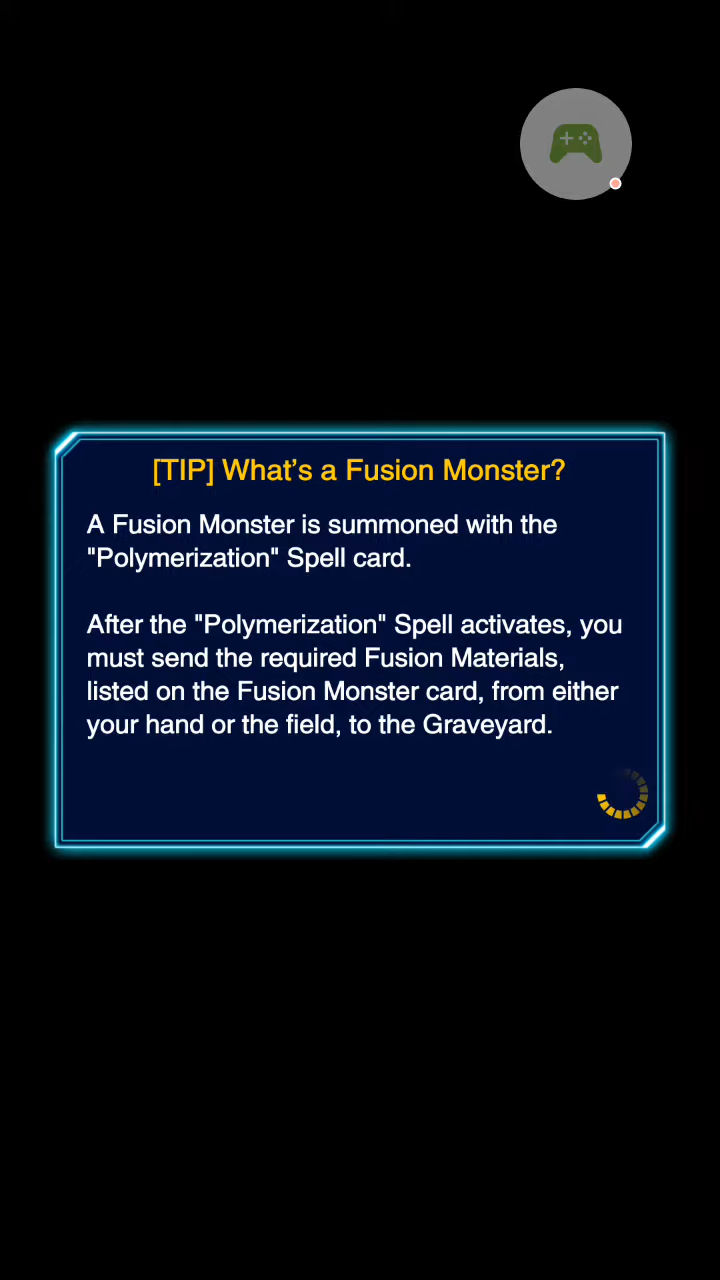 [TIP] What’s a Fusion Monster?
A Fusion Monster is summoned with the
"Polymerization" Spell card.
After the "Polymerization" Spell activates, you
must send the required Fusion Materials,
listed on the Fusion Monster card, from either
your hand or the field, to the Graveyard.